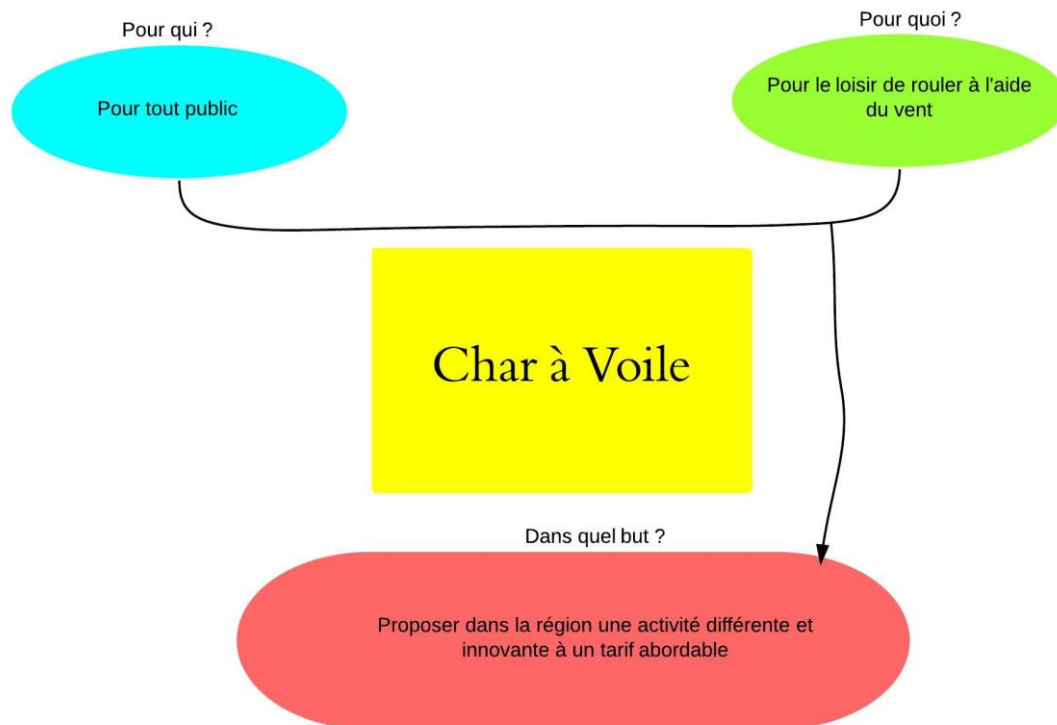 Pour qui ?
Pour tout public
Pour quoi ?
Pour le loisir de rouler à l'aide
du vent
Char à Voile
Dans quel but ?
Proposer dans la région une activité différente et
innovante à un tarif abordable